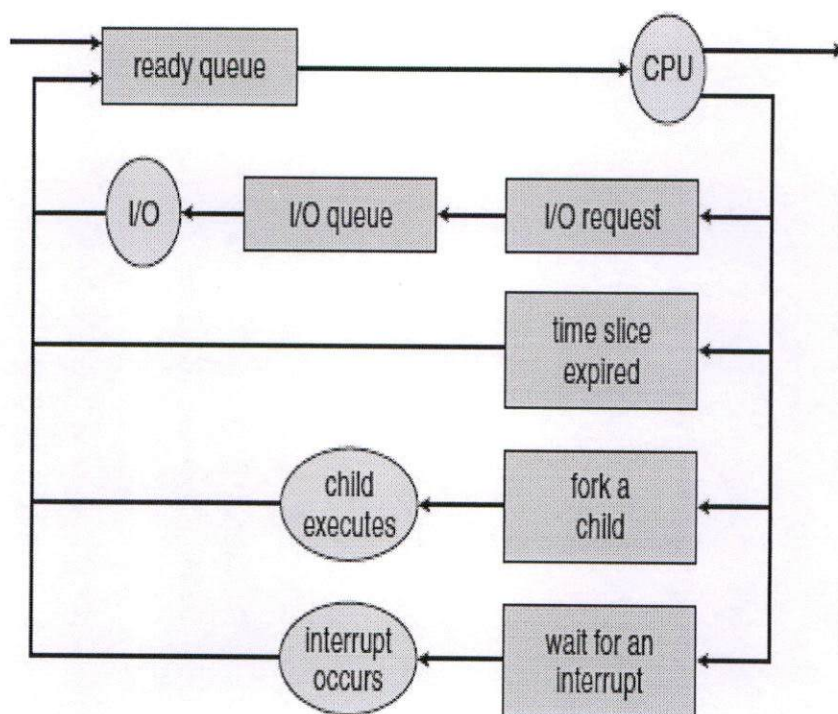 ready queue
CPU
I/O
I/O queue
I/O request
time slice
expired
child
executes
fork a
child
interrupt
occurs
wait for an
interrupt